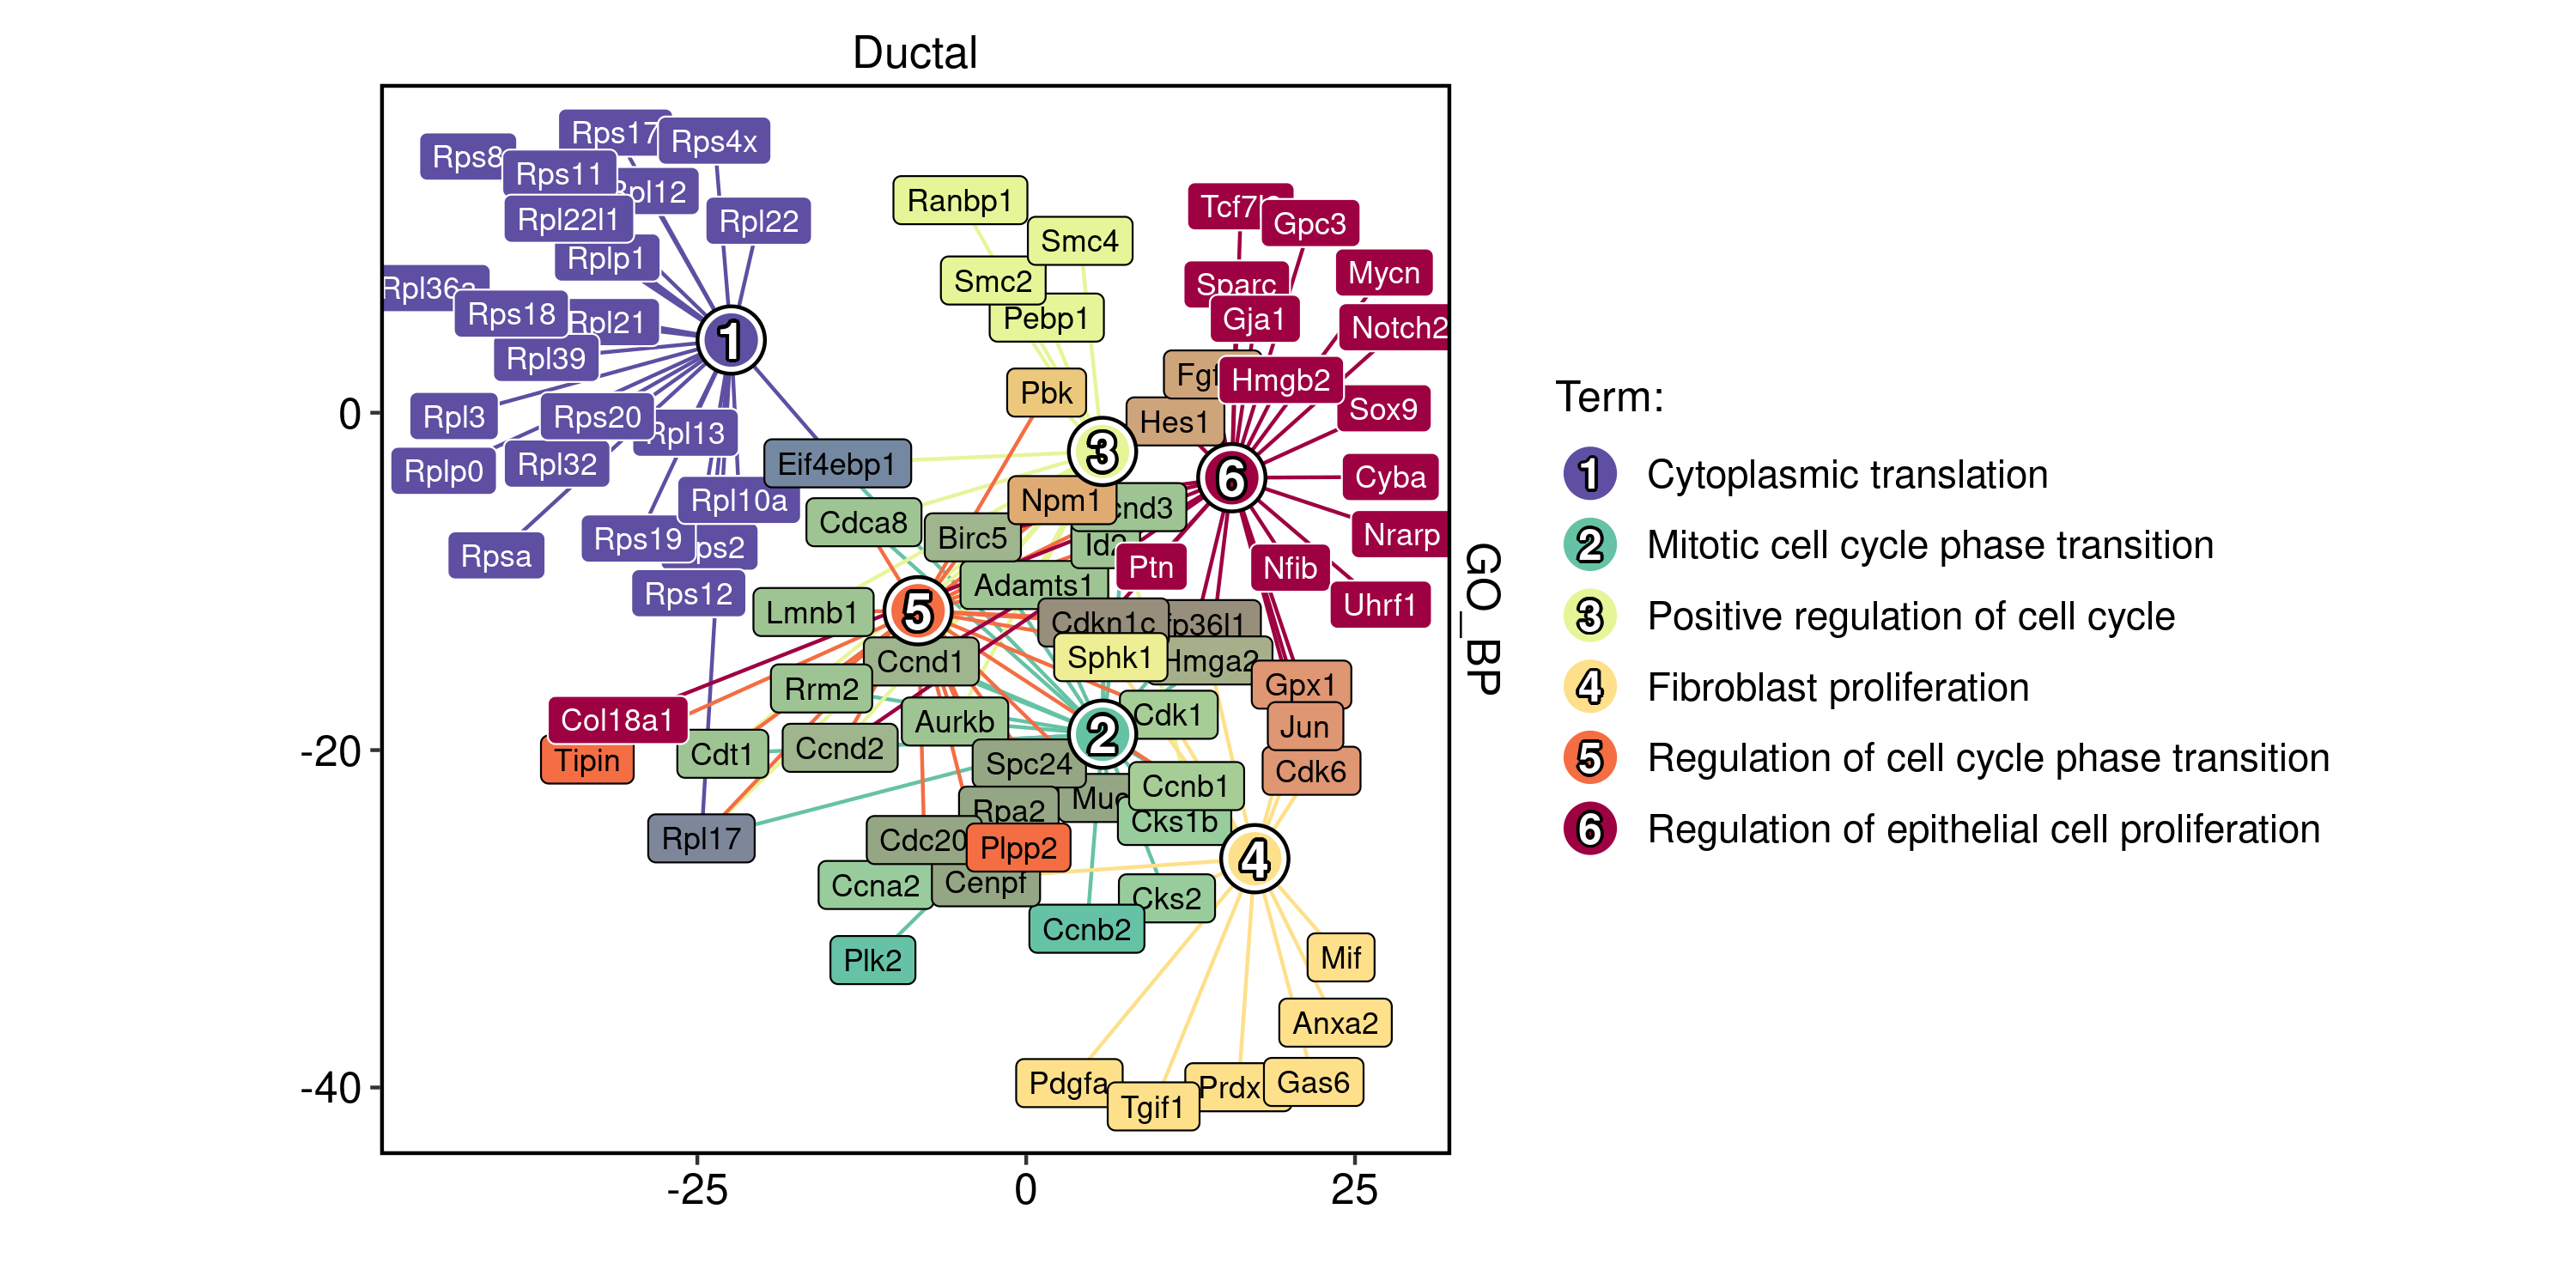 Ductal
Rps17
Rps4x
Rps8
Rps11
Rpl12
Rpl22l1
Rpl22
Rplp1
Rpl36a
Rps18
Rpl21
Rpl39
1
Rpl3
Rps20
Rpl13
Rplp0
Rpl32
Rpl10a
Rpsa
Rps19
Rps12
Ranbp1
Smc4
Smc2
Pebp1
Pbk
3
Tcf7l
Gpc3
Sparc
Mycn
Gja1
Notch2
Fgf
Hmgb2
Hes1
Sox9
6
Cyba
Nrarp
Eif4ebp1
Npm1
cnd3
Cdca8
Birc5
Id2
Ptn
Nfib
Adamts1
Uhrf1
Lmnb1
5
Cdkn1c
fp36l1
Ccnd1
Sphk1
Hmga2
Rrm2
Gpx1
Col18a1
Aurkb
Cdk1
Jun
2
Tipin
Cdt1
Ccnd2
Spc24
Cdk6
Ccnb1
Rpa2
Cks1b
Rpl17
Cdc20
Plpp2
4
Ccna2
Cenpf
Cks2
Ccnb2
Plk2
Mif
Anxa2
Pdgfa
Tgif1
Prdx
Gas6
0
-20
-40
-25
0
25
GO_BP
Term:
1 Cytoplasmic translation
2 Mitotic cell cycle phase transition
3 Positive regulation of cell cycle
4 Fibroblast proliferation
5 Regulation of cell cycle phase transition
6 Regulation of epithelial cell proliferation